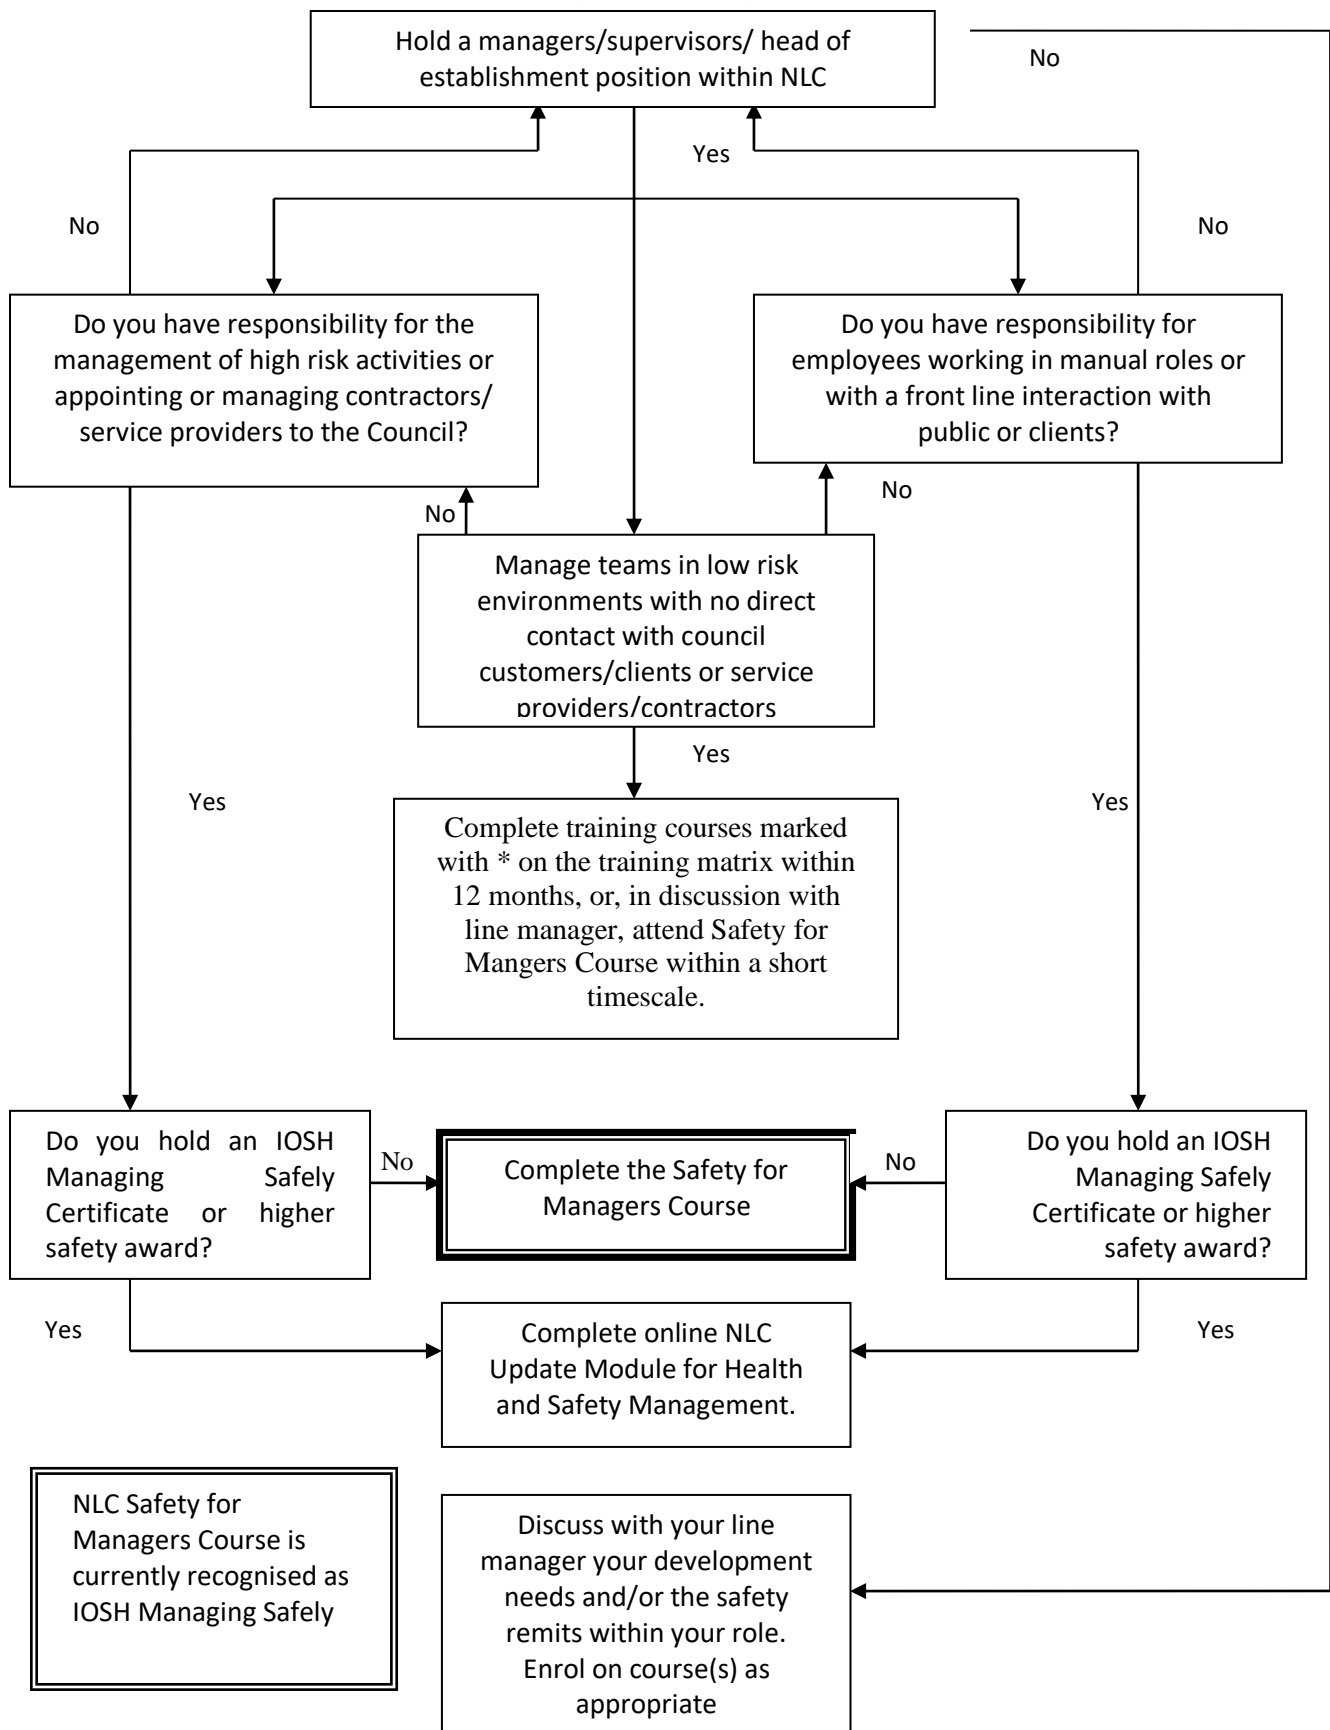 Hold a managers/supervisors/ head of
establishment position within NLC
No
Yes
No
No
Do you have responsibility for the
management of high risk activities or
appointing or managing contractors/
service providers to the Council?
Do you have responsibility for
employees working in manual roles or
with a front line interaction with
public or clients?
No
No
Manage teams in low risk
environments with no direct
contact with council
customers/clients or service
providers/contractors
Yes
Yes
Yes
Complete training courses marked
with * on the training matrix within
12 months, or, in discussion with
line manager, attend Safety for
Mangers Course within a short
timescale.
Do you hold an IOSH
Managing Safely
Certificate or higher
safety award?
No
Complete the Safety for
Managers Course
No
Do you hold an IOSH
Managing Safely
Certificate or higher
safety award?
Yes
Complete online NLC
Update Module for Health
and Safety Management.
Yes
NLC Safety for
Managers Course is
currently recognised as
IOSH Managing Safely
Discuss with your line
manager your development
needs and/or the safety
remits within your role.
Enrol on course(s) as
appropriate